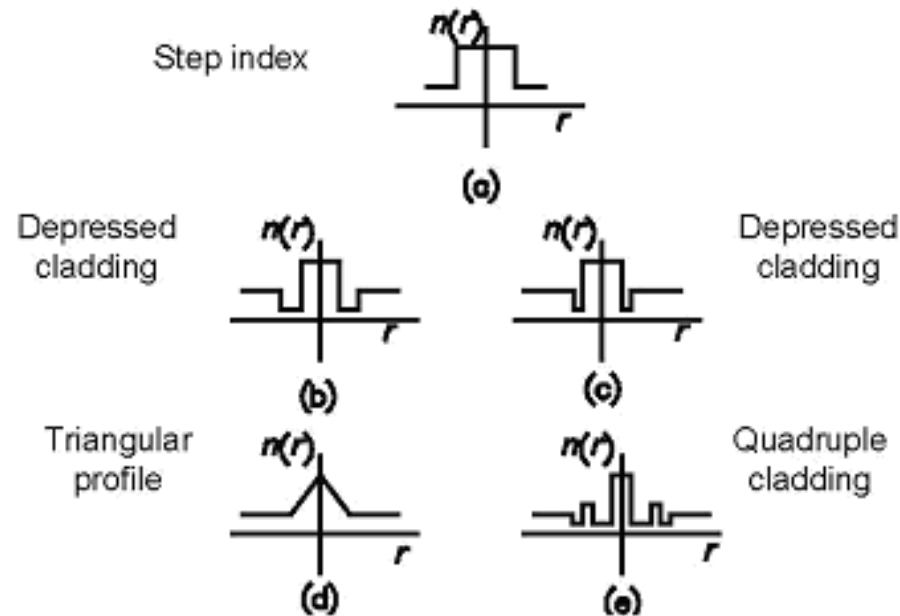 n(r)
Step index
r
(a)
Depressed
cladding
n(r)
r
(b)
n(r)
Depressed
cladding
r
(c)
Triangular
profile
n(r)
r
(d)
n(r)
Quadruple
cladding
r
(e)